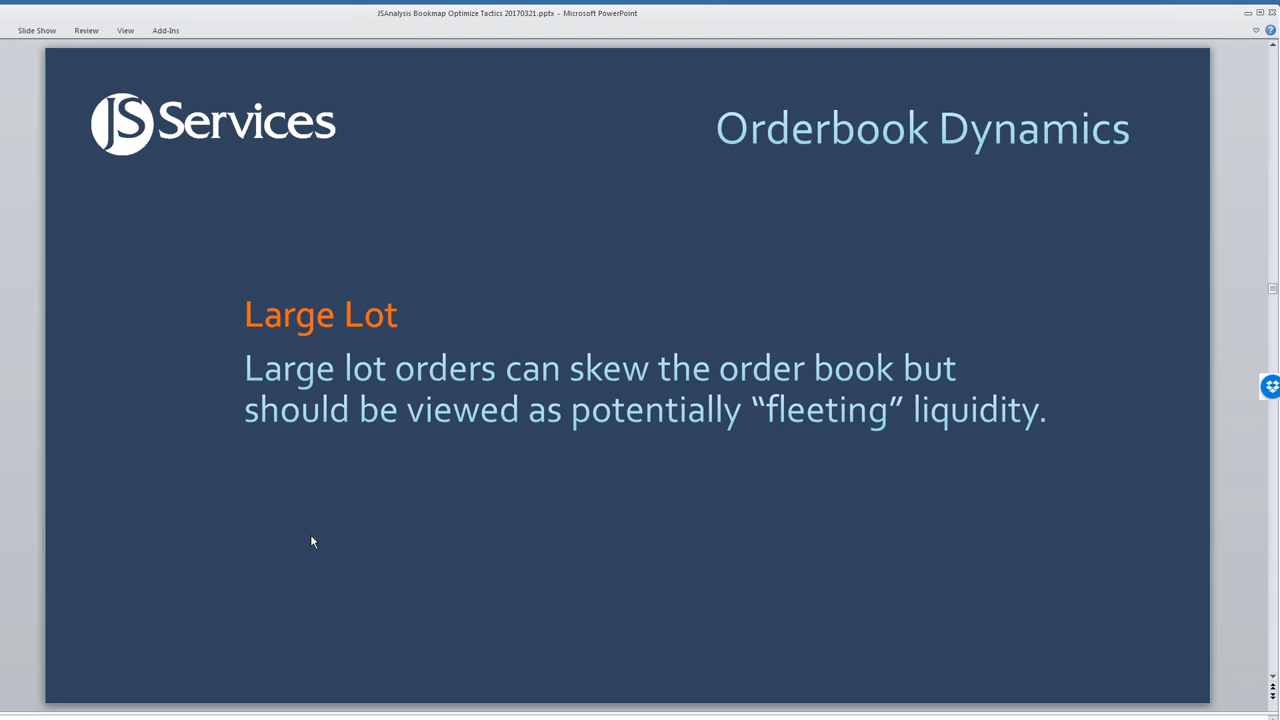 JSAnalysis Bookmap Optimize Tactics 20170321.pptx - Microsoft PowerPoint
Slide Show Review View Add-Ins
JS Services
Orderbook Dynamics
Large Lot
Large lot orders can skew the order book but
should be viewed as potentially “fleeting” liquidity.